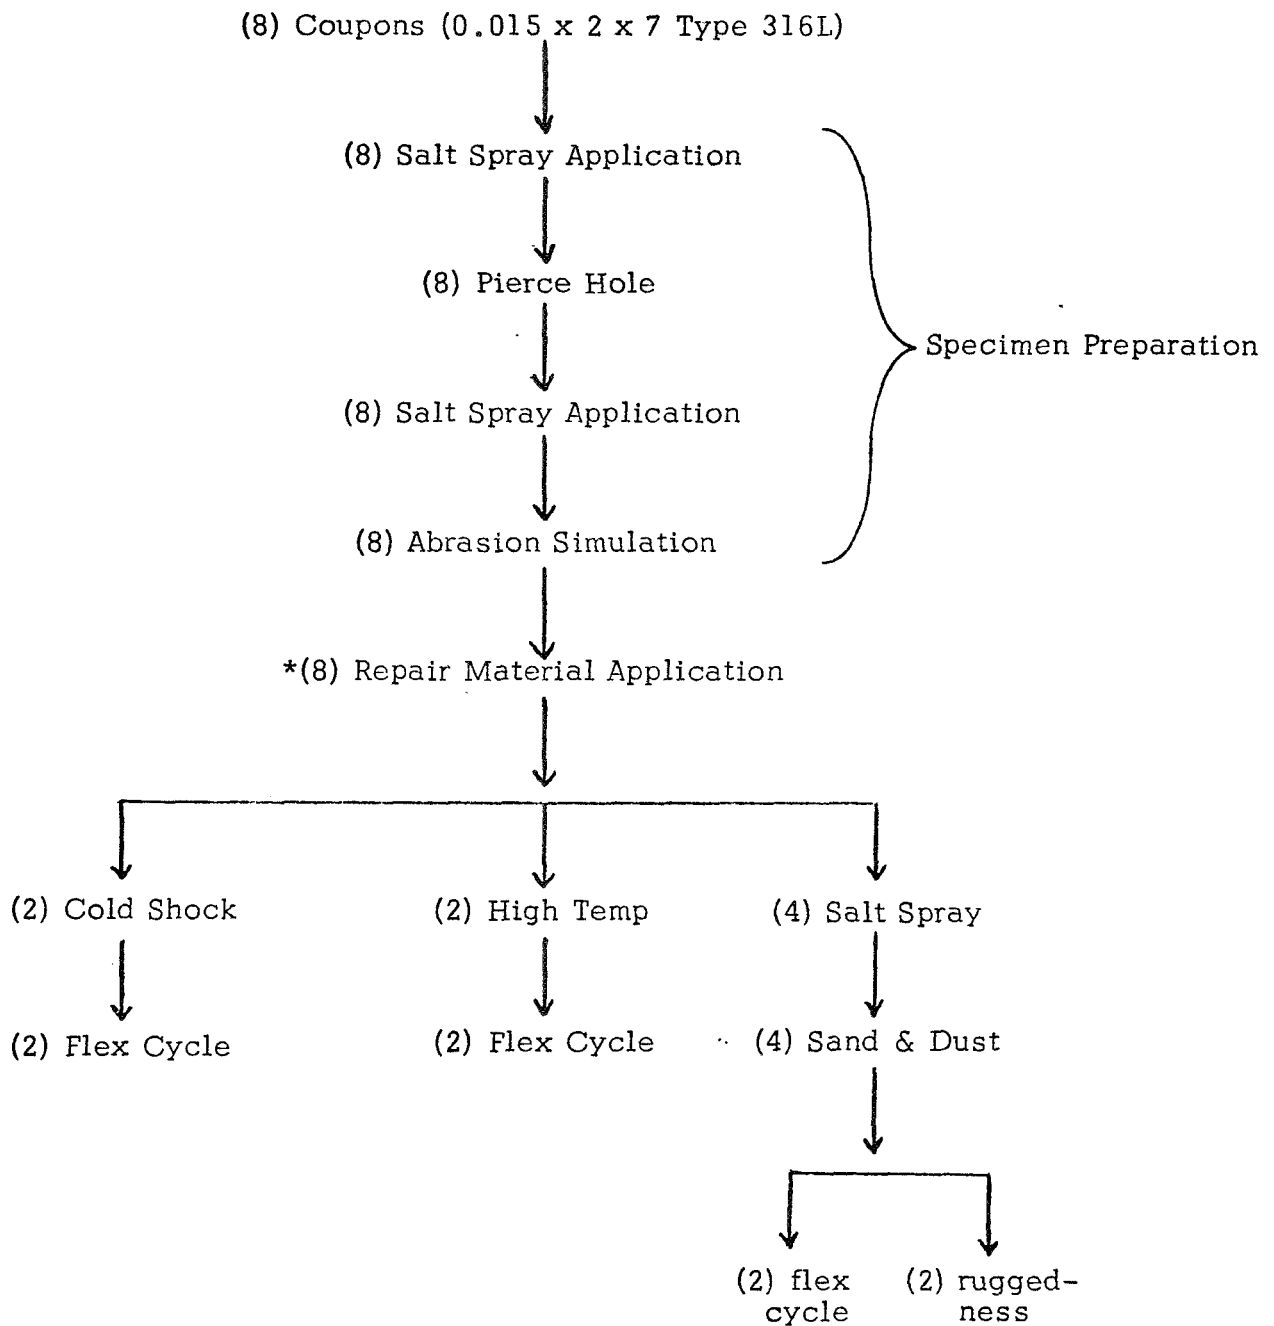 (8) Coupons (0.015 x 2 x 7 Type 316L)
(8) Salt Spray Application
(8) Pierce Hole
Specimen Preparation
(8) Salt Spray Application
(8) Abrasion Simulation
*(8) Repair Material Application
(2) Cold Shock
(2) High Temp
(4) Salt Spray
(2) Flex Cycle
(2) Flex Cycle
(4) Sand & Dust
(2) flex
cycle
(2) rugged-
ness